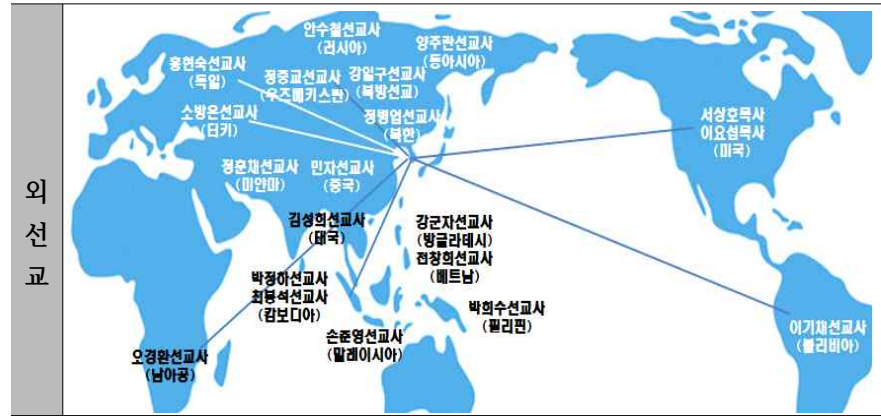 외
선
교
안수철선교사
(러시아)
양주란선교사
(동아시아)
홍현숙선교사
(독일)
정중교선교사
(우즈베키스탄)
강일구선교사
(북방선교)
소방은선교사
(터키)
정병업선교사
(북한)
서상호목사
이요섭목사
(미국)
정훈채선교사
(미얀마)
민자선교사
(중국)
김성희선교사
(태국)
강군자선교사
(방글라데시)
전창희선교사
(베트남)
박정하선교사
최봉석선교사
(캄보디아)
박희수선교사
(필리핀)
손준영선교사
(말레이시아)
이기채선교사
(볼리비아)
오경환선교사
(남아공)